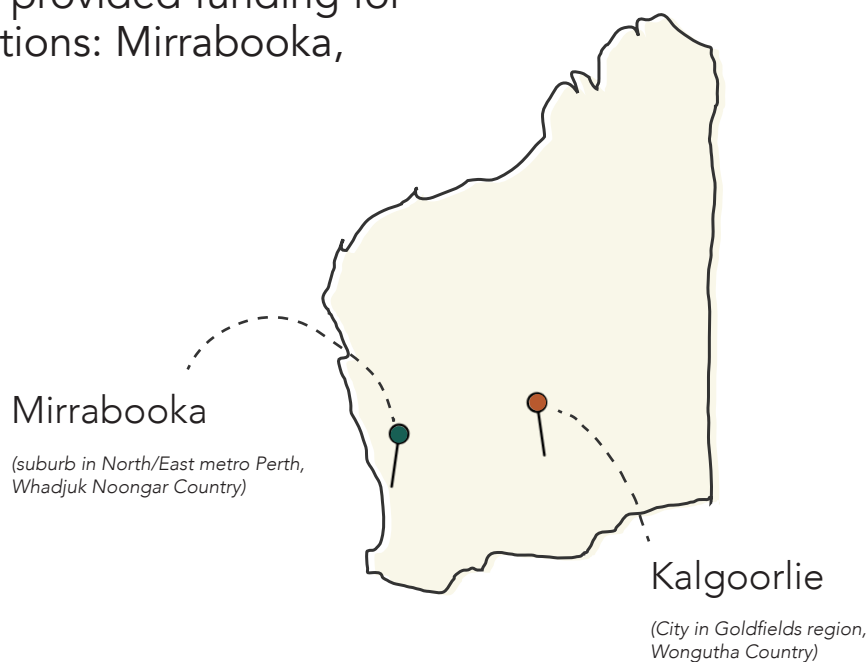 provided funding for
tions: Mirrabooka,
Mirrabooka
(suburb in North/East metro Perth,
Whadjuk Noongar Country)
Kalgoorlie
(City in Goldfields region,
Wongutha Country)